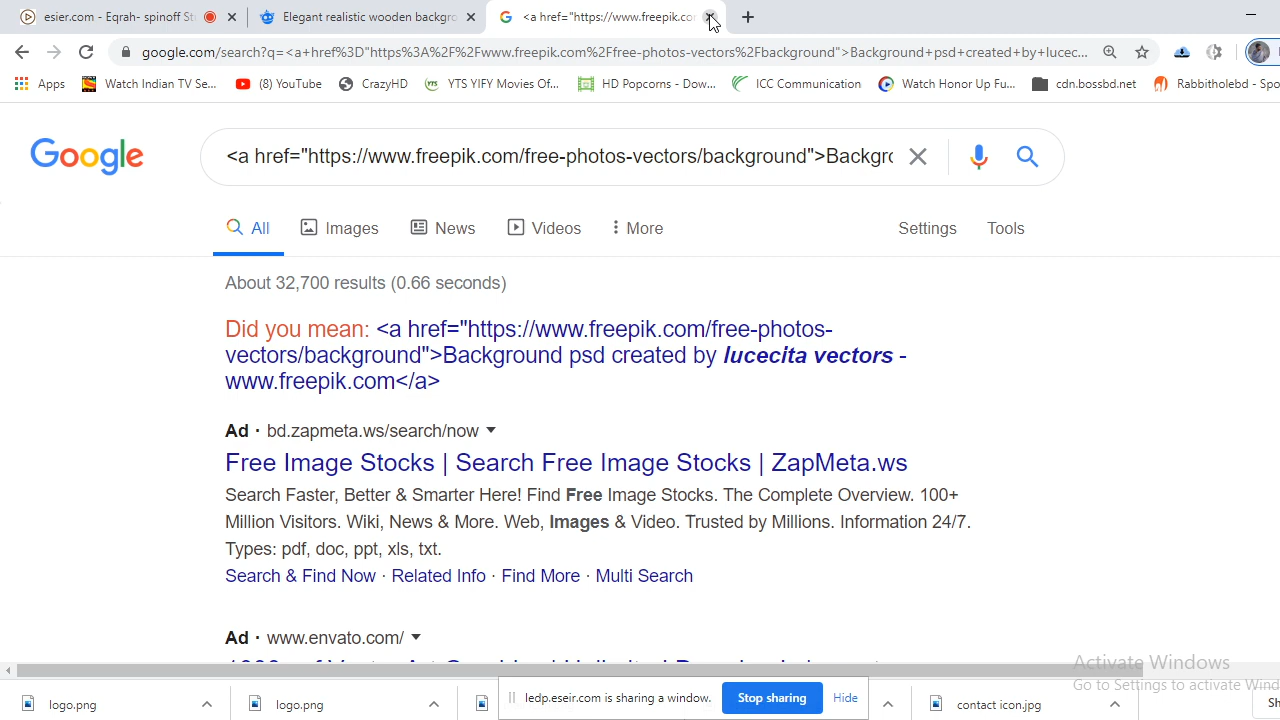 esier.com - Eqrah- spinoff St
Elegant realistic wooden backgro
<a href="https://www.freepik.cor
google.com/search?q=<a+href%3D"https%3A%2F%2Fwww.freepik.com%2Ffree-photos-vectors%2Fbackground">Background+psd+created+by+lucec...
Apps
Watch Indian TV Se...
(8) YouTube
CrazyHD
YTS YIFY Movies Of...
HD Popcorns - Dow...
ICC Communication
Watch Honor Up Fu...
cdn.bossbd.net
Rabbitholebd - Spo
Google
<a href="https://www.freepik.com/free-photos-vectors/background">Backgrc
All
Images
News
Videos
More
Settings
Tools
About 32,700 results (0.66 seconds)
Did you mean: <a href="https://www.freepik.com/free-photos-
vectors/background">Background psd created by lucecita vectors -
www.freepik.com</a>
Ad · bd.zapmeta.ws/search/now
Free Image Stocks | Search Free Image Stocks | ZapMeta.ws
Search Faster, Better & Smarter Here! Find Free Image Stocks. The Complete Overview. 100+
Million Visitors. Wiki, News & More. Web, Images & Video. Trusted by Millions. Information 24/7.
Types: pdf, doc, ppt, xls, txt.
Search & Find Now · Related Info · Find More · Multi Search
Ad · www.envato.com/
Activate Windows
Go to Settings to activate Wind
logo.png
logo.png
ledp.eseir.com is sharing a window.
Stop sharing
Hide
contact icon.jpg
Sh